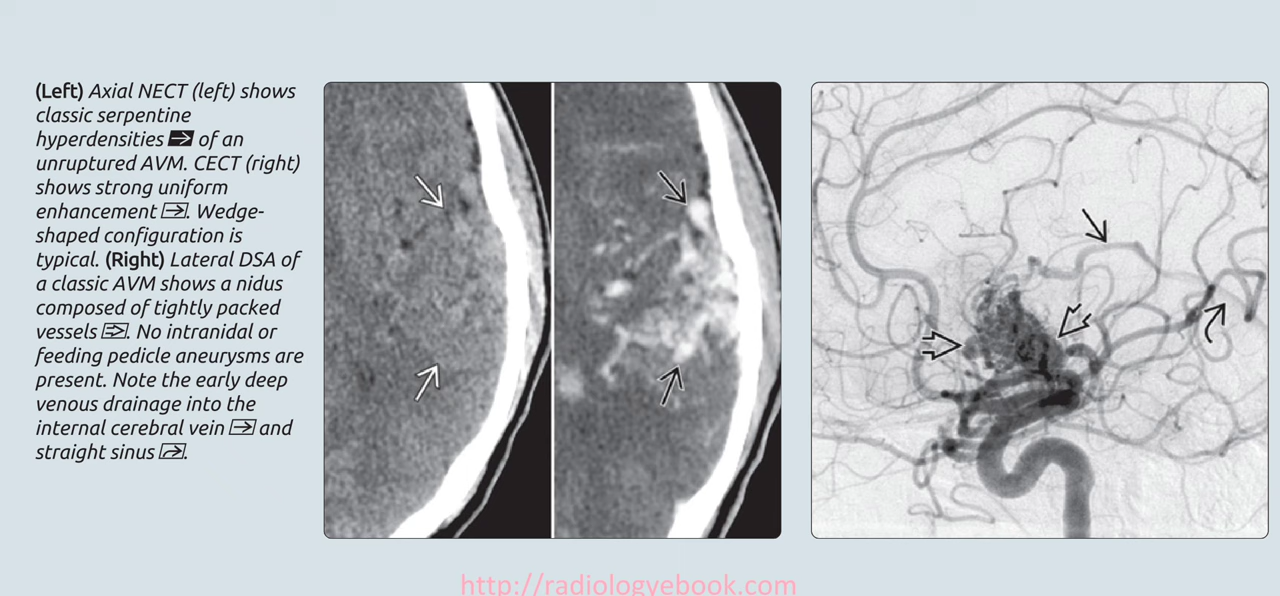 (Left) Axial NECT (left) shows
classic serpentine
hyperdensities ➡ of an
unruptured AVM. CECT (right)
shows strong uniform
enhancement ➡. Wedge-
shaped configuration is
typical. (Right) Lateral DSA of
a classic AVM shows a nidus
composed of tightly packed
vessels ➡. No intranidal or
feeding pedicle aneurysms are
present. Note the early deep
venous drainage into the
internal cerebral vein ➡ and
straight sinus ➡.
http://radiologyebook.com